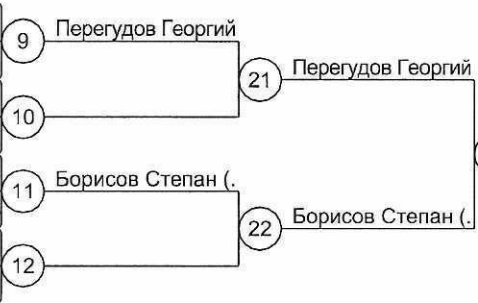 9 Перегудов Георгий
21 Перегудов Георгий
10
11 Борисов Степан (.
22 Борисов Степан (.
12